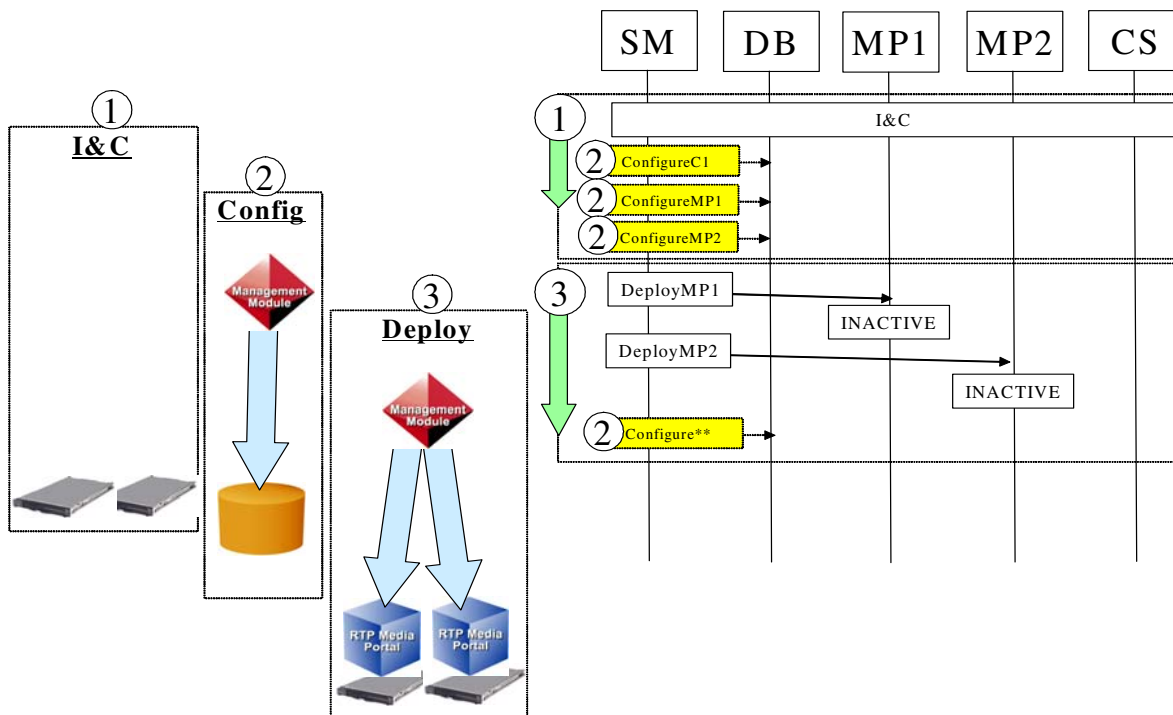 1
I&C
2
Config
Management
Module
3
Deploy
Management
Module
RTP Media
Portal
RTP Media
Portal
SM
DB
MP1
MP2
CS
1
I&C
2
ConfigureC1
2
ConfigureMP1
2
ConfigureMP2
3
DeployMP1
INACTIVE
DeployMP2
INACTIVE
2
Configure**